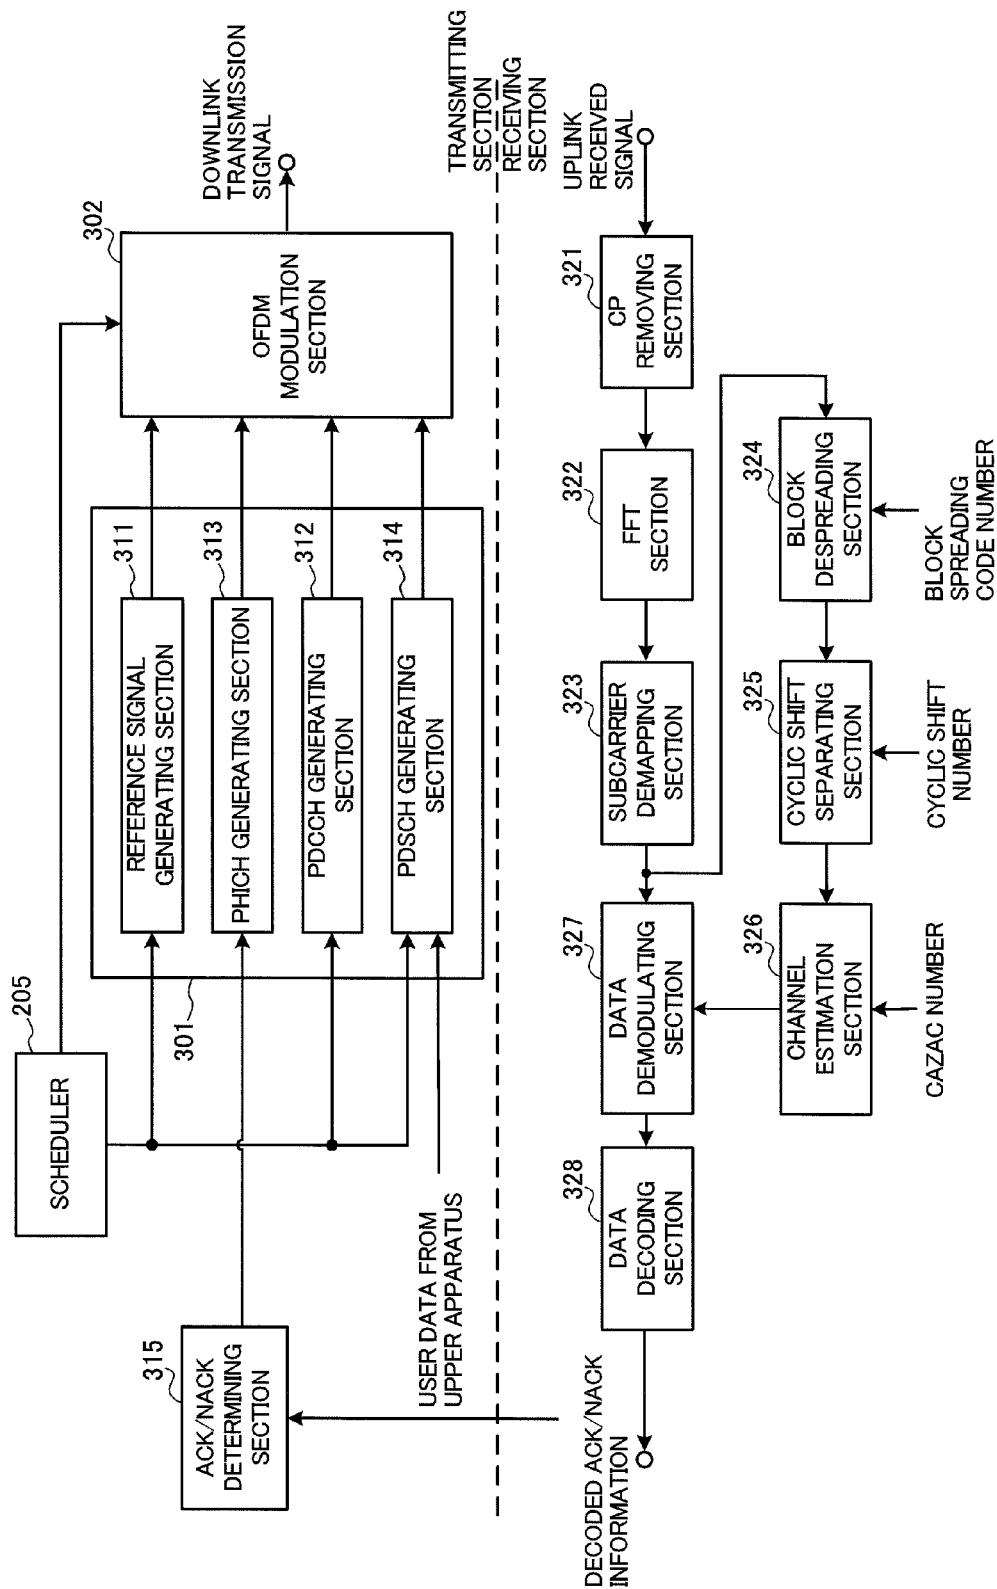 205
SCHEDULER
315
ACK/NACK
DETERMINING
SECTION
USER DATA FROM
UPPER APPARATUS
301
311
REFERENCE SIGNAL
GENERATING SECTION
313
PHICH GENERATING SECTION
312
PDCCH GENERATING
SECTION
314
PDSCH GENERATING
SECTION
302
OFDM
MODULATION
SECTION
DOWNLINK
TRANSMISSION
SIGNAL
TRANSMITTING
SECTION
RECEIVING
SECTION
DECODED ACK/NACK
INFORMATION
328
DATA
DECODING
SECTION
327
DATA
DEMODULATING
SECTION
323
SUBCARRIER
DEMAPPING
SECTION
322
FFT
SECTION
321
CP
REMOVING
SECTION
UPLINK
RECEIVED
SIGNAL
326
CHANNEL
ESTIMATION
SECTION
325
CYCLIC SHIFT
SEPARATING
SECTION
324
BLOCK
DESPREADING
SECTION
CAZAC NUMBER
CYCLIC SHIFT
NUMBER
BLOCK
SPREADING
CODE NUMBER